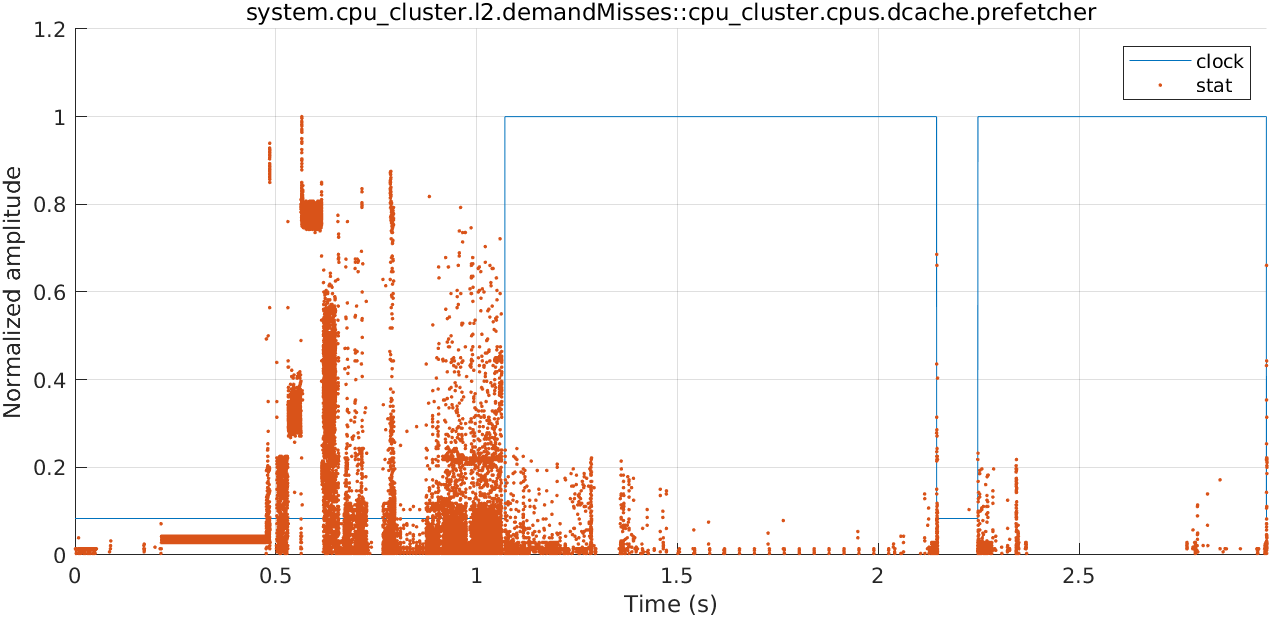 system.cpu_cluster.l2.demandMisses::cpu_cluster.cpus.dcache.prefetcher
1.2
1
0.8
0.6
0.4
0.2
0
Normalized amplitude
clock
stat
0
0.5
1
1.5
2
2.5
Time (s)